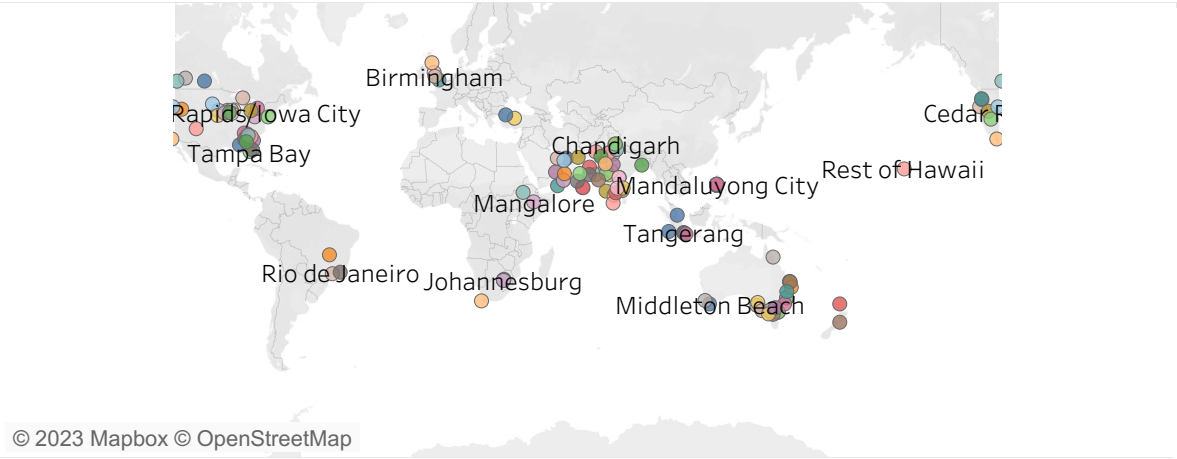 Birmingham
Rapids/Iowa City
Cedar R
Tampa Bay
Chandigarh
Rest of Hawaii
Mandaluyong City
Mangalore
Tangerang
Rio de Janeiro
Johannesburg
Middleton Beach
© 2023 Mapbox © OpenStreetMap